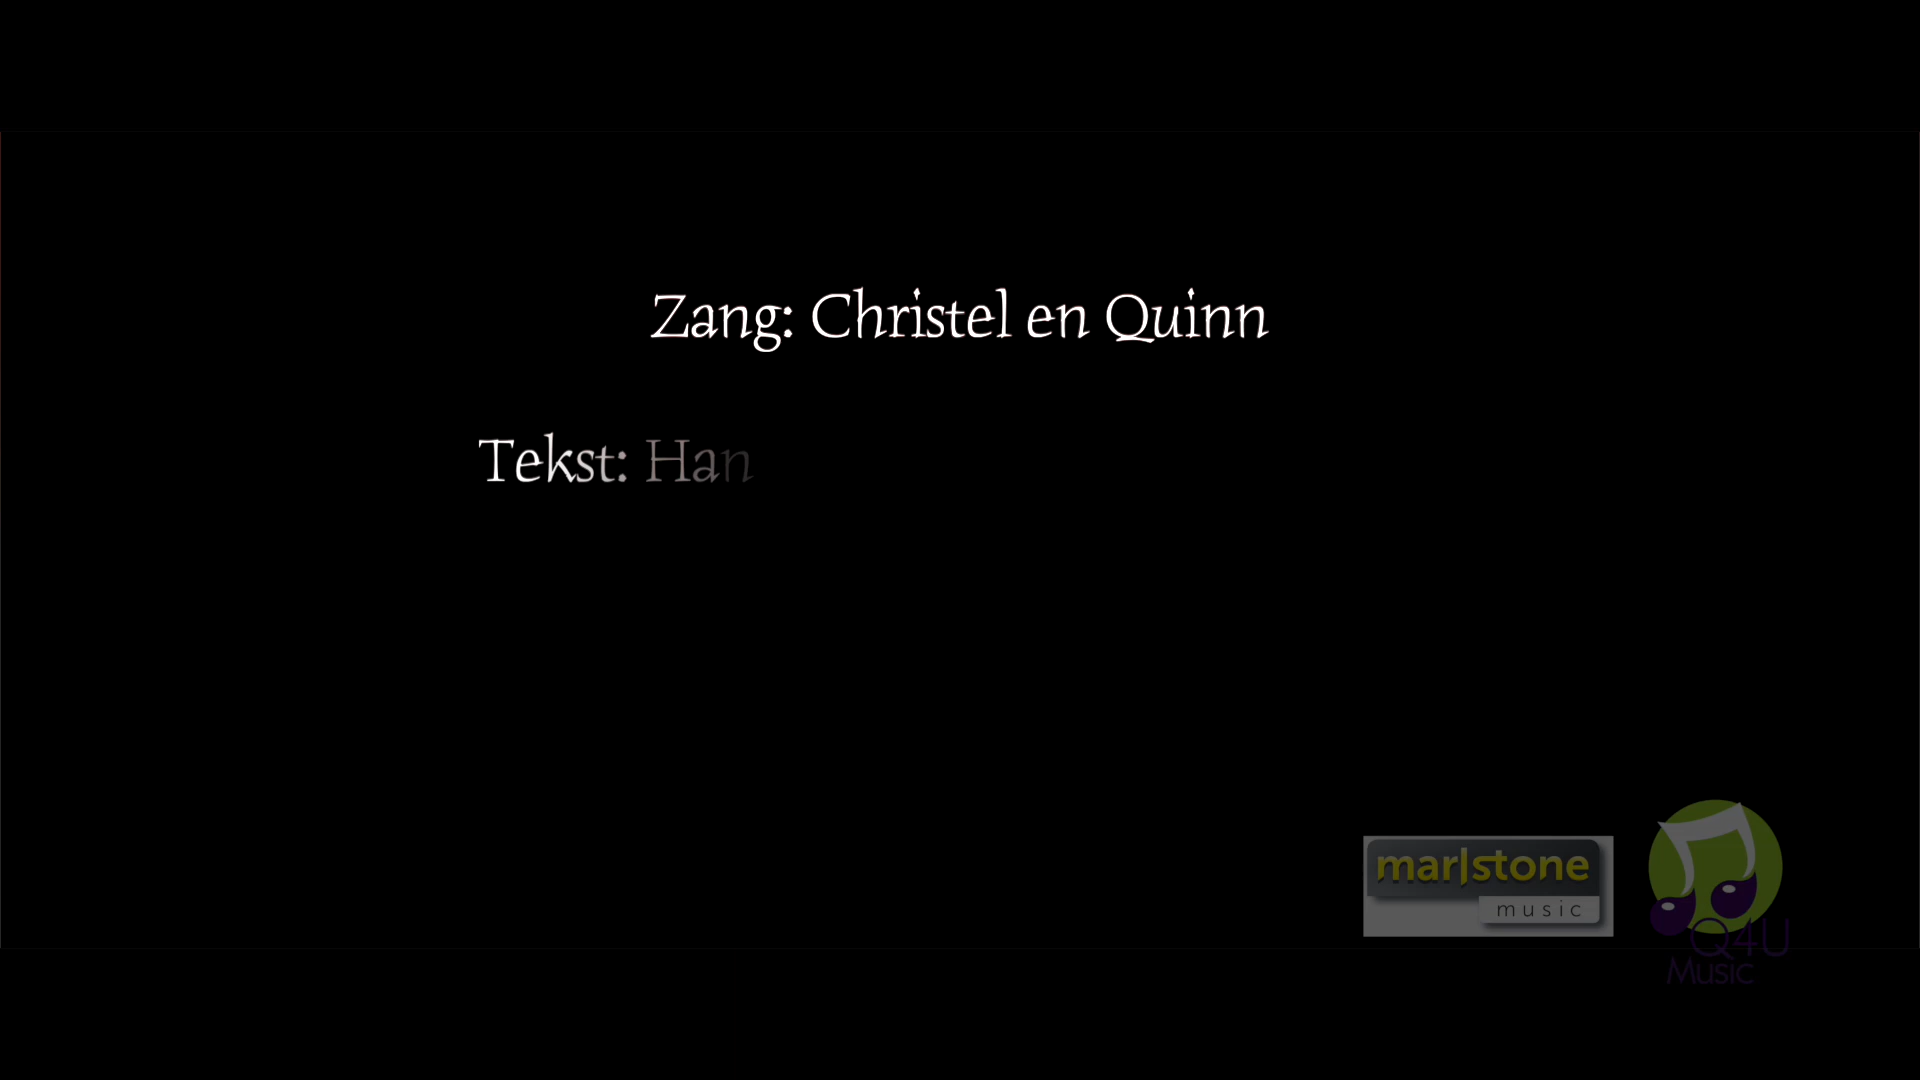 Zang: Christel en Quinn
Tekst: Han
marlstone
music
Q4U
Music